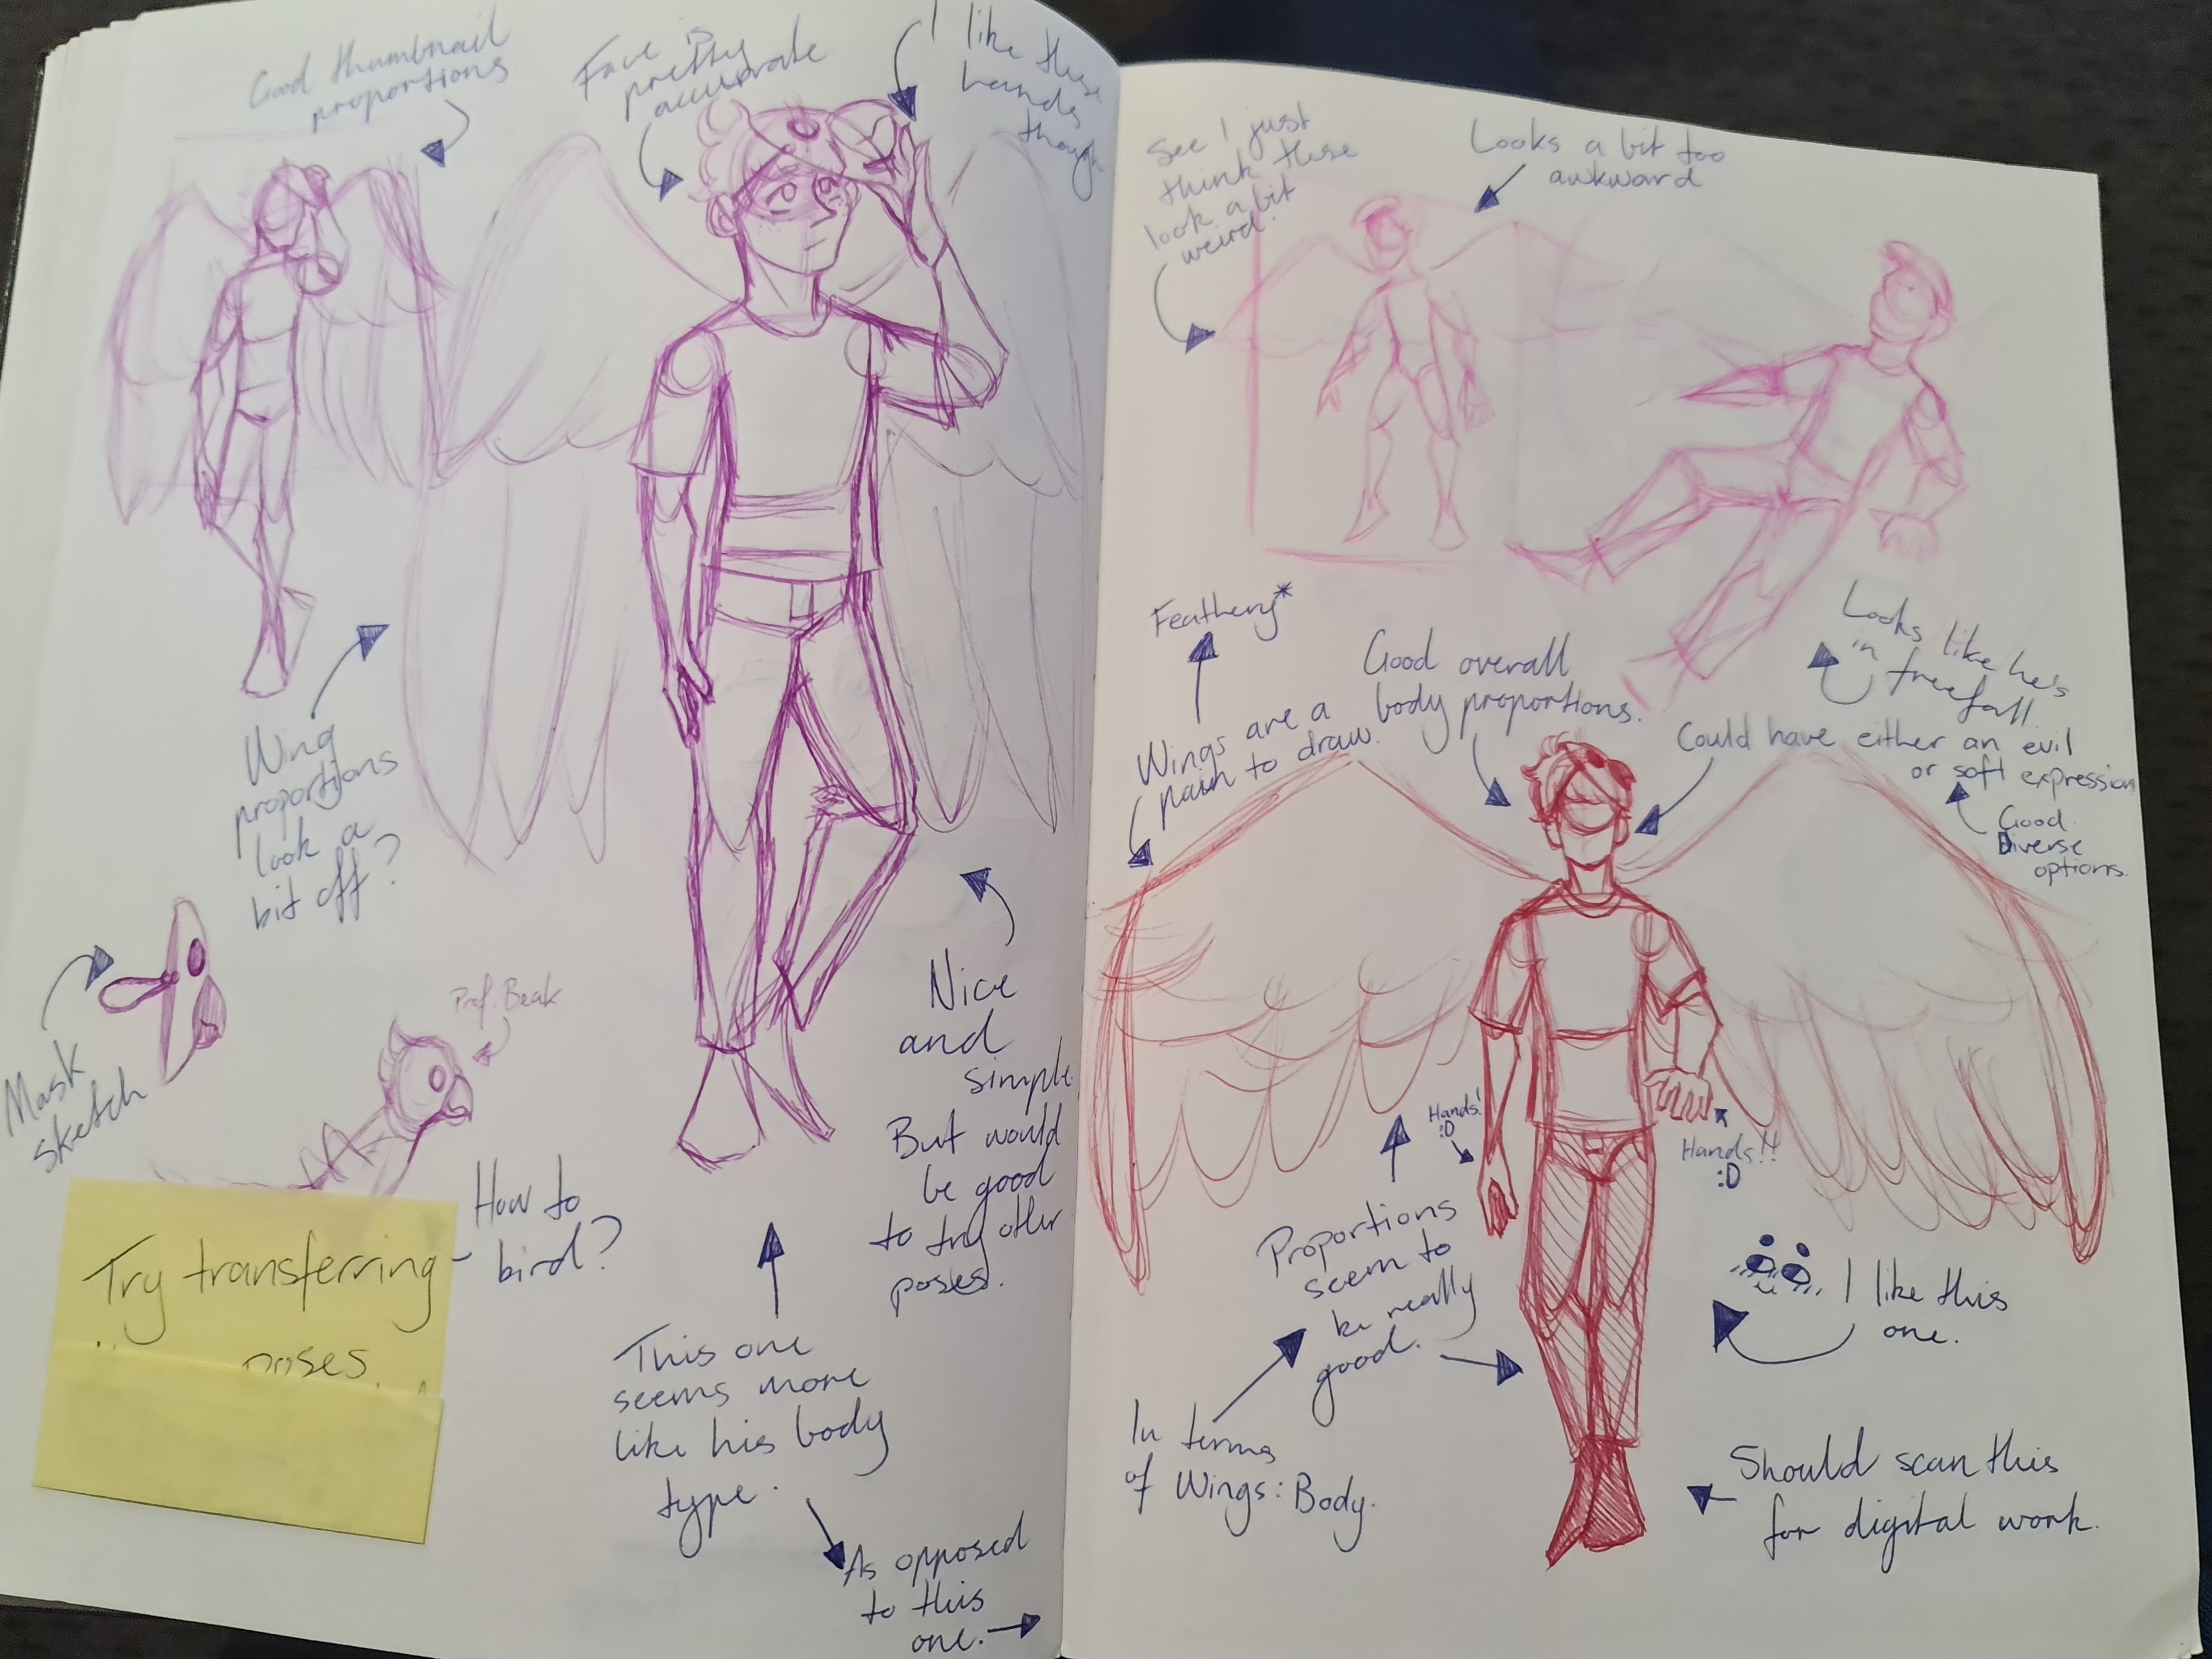 Good thumbnail
proportions
Face is
pretty
accurate
I like these
hands
though
Wing
proportions
look a
bit off?
Mask
sketch
Prof. Beak
How to
bird?
Try transferring
poses.
Nice
and
simple.
But would
be good
to try other
poses.
This one
seems more
like his body
type.
As opposed
to this
one.
See I just
think these
look a bit
weird.
Looks a bit too
awkward
Looks like he's
in freefall.
Feathery*
Wings are a
pain to draw.
Good overall
body proportions.
Could have either an evil
or soft expression
Good
Diverse
options.
Hands!
:D
Hands!!
:D
Proportions
seem to
be really
good.
In terms
of Wings: Body.
I like this
one.
Should scan this
for digital work.